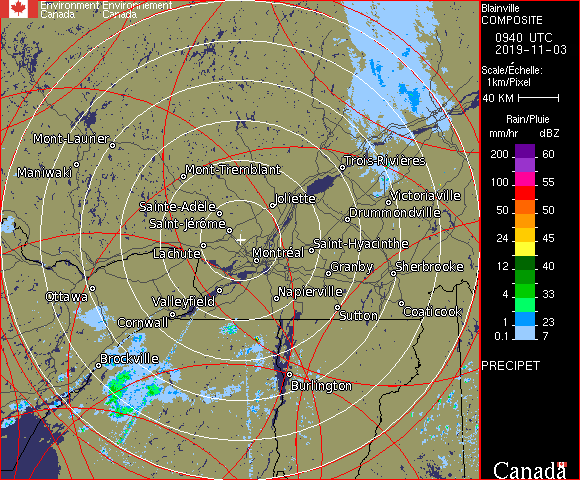 Environment Environnement
Canada Canada
Blainville
COMPOSITE
0940 UTC
2019-11-03
Scale/Échelle:
1km/Pixel
40 KM
Rain/Pluie
mm/hr dBZ
200 60
100 55
50 50
24 45
12 40
4 33
1 23
0.1 7
PRECIPET
Canada
Mont-Laurier
Maniwaki
Mont-Tremblant
Trois-Rivières
Joliette
Victoriaville
Sainte-Adèle
Drummondville
Saint-Jérôme
Lachute
Montréal
Saint-Hyacinthe
Granby
Sherbrooke
Ottawa
Valleyfield
Napierville
Sutton
Coaticook
Cornwall
Brockville
Burlington